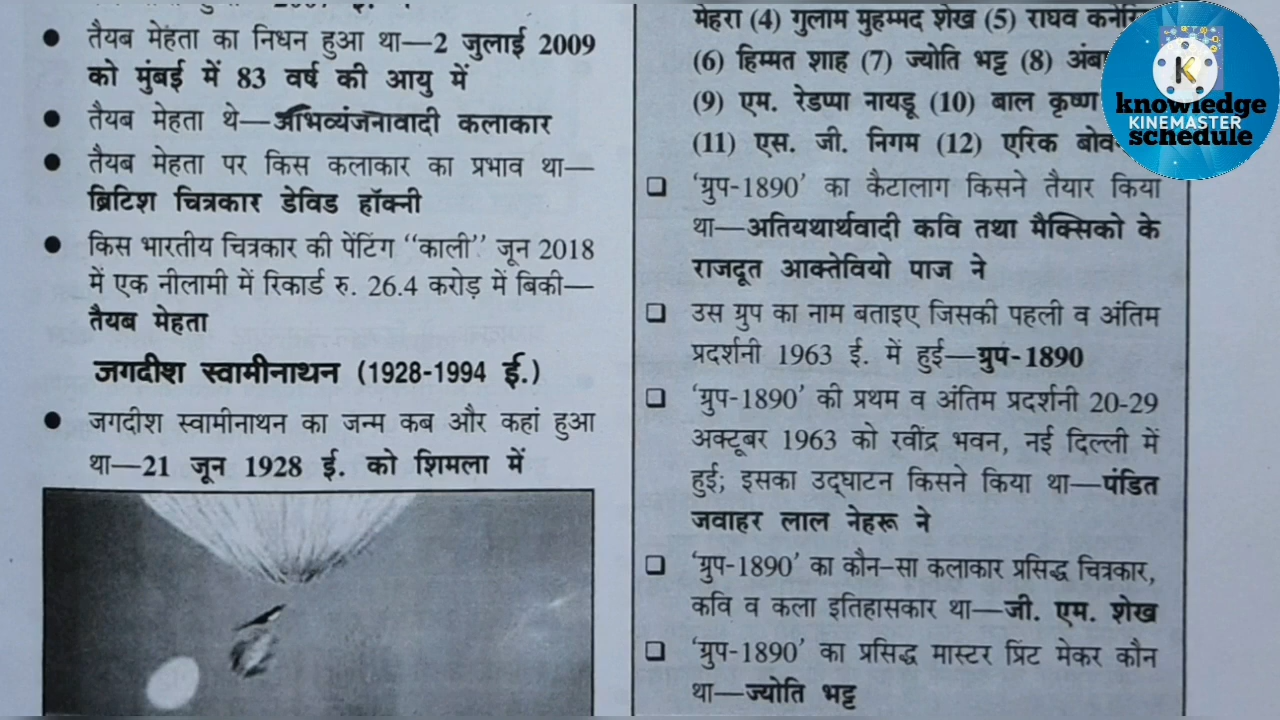 ● तैयब मेहता का निधन हुआ था—2 जुलाई 2009
को मुंबई में 83 वर्ष की आयु में
● तैयब मेहता थे—अभिव्यंजनावादी कलाकार
● तैयब मेहता पर किस कलाकार का प्रभाव था—
ब्रिटिश चित्रकार डेविड हॉक्नी
● किस भारतीय चित्रकार की पेंटिंग “काली” जून 2018
में एक नीलामी में रिकार्ड रु. 26.4 करोड़ में बिकी—
तैयब मेहता
जगदीश स्वामीनाथन (1928-1994 ई.)
● जगदीश स्वामीनाथन का जन्म कब और कहां हुआ
था—21 जून 1928 ई. को शिमला में
मेहरा (4) गुलाम मुहम्मद शेख (5) राघव
(6) हिम्मत शाह (7) ज्योति भट्ट (8)
(9) एम. रेडप्पा नायडू (10) बाल कृष्ण
(11) एस. जी. निगम (12) एरिक
❑ ‘ग्रुप-1890’ का कैटालाग किसने तैयार किया
था—अतियथार्थवादी कवि तथा मैक्सिको के
राजदूत आक्तेवियो पाज ने
❑ उस ग्रुप का नाम बताइए जिसकी पहली व अंतिम
प्रदर्शनी 1963 ई. में हुई—ग्रुप-1890
❑ ‘ग्रुप-1890’ की प्रथम व अंतिम प्रदर्शनी 20-29
अक्टूबर 1963 को रवींद्र भवन, नई दिल्ली में
हुई; इसका उद्घाटन किसने किया था—पंडित
जवाहर लाल नेहरू ने
❑ ‘ग्रुप-1890’ का कौन-सा कलाकार प्रसिद्ध चित्रकार,
कवि व कला इतिहासकार था—जी. एम. शेख
❑ ‘ग्रुप-1890’ का प्रसिद्ध मास्टर प्रिंट मेकर कौन
था—ज्योति भट्ट
K
knowledge
KINEMASTER
schedule